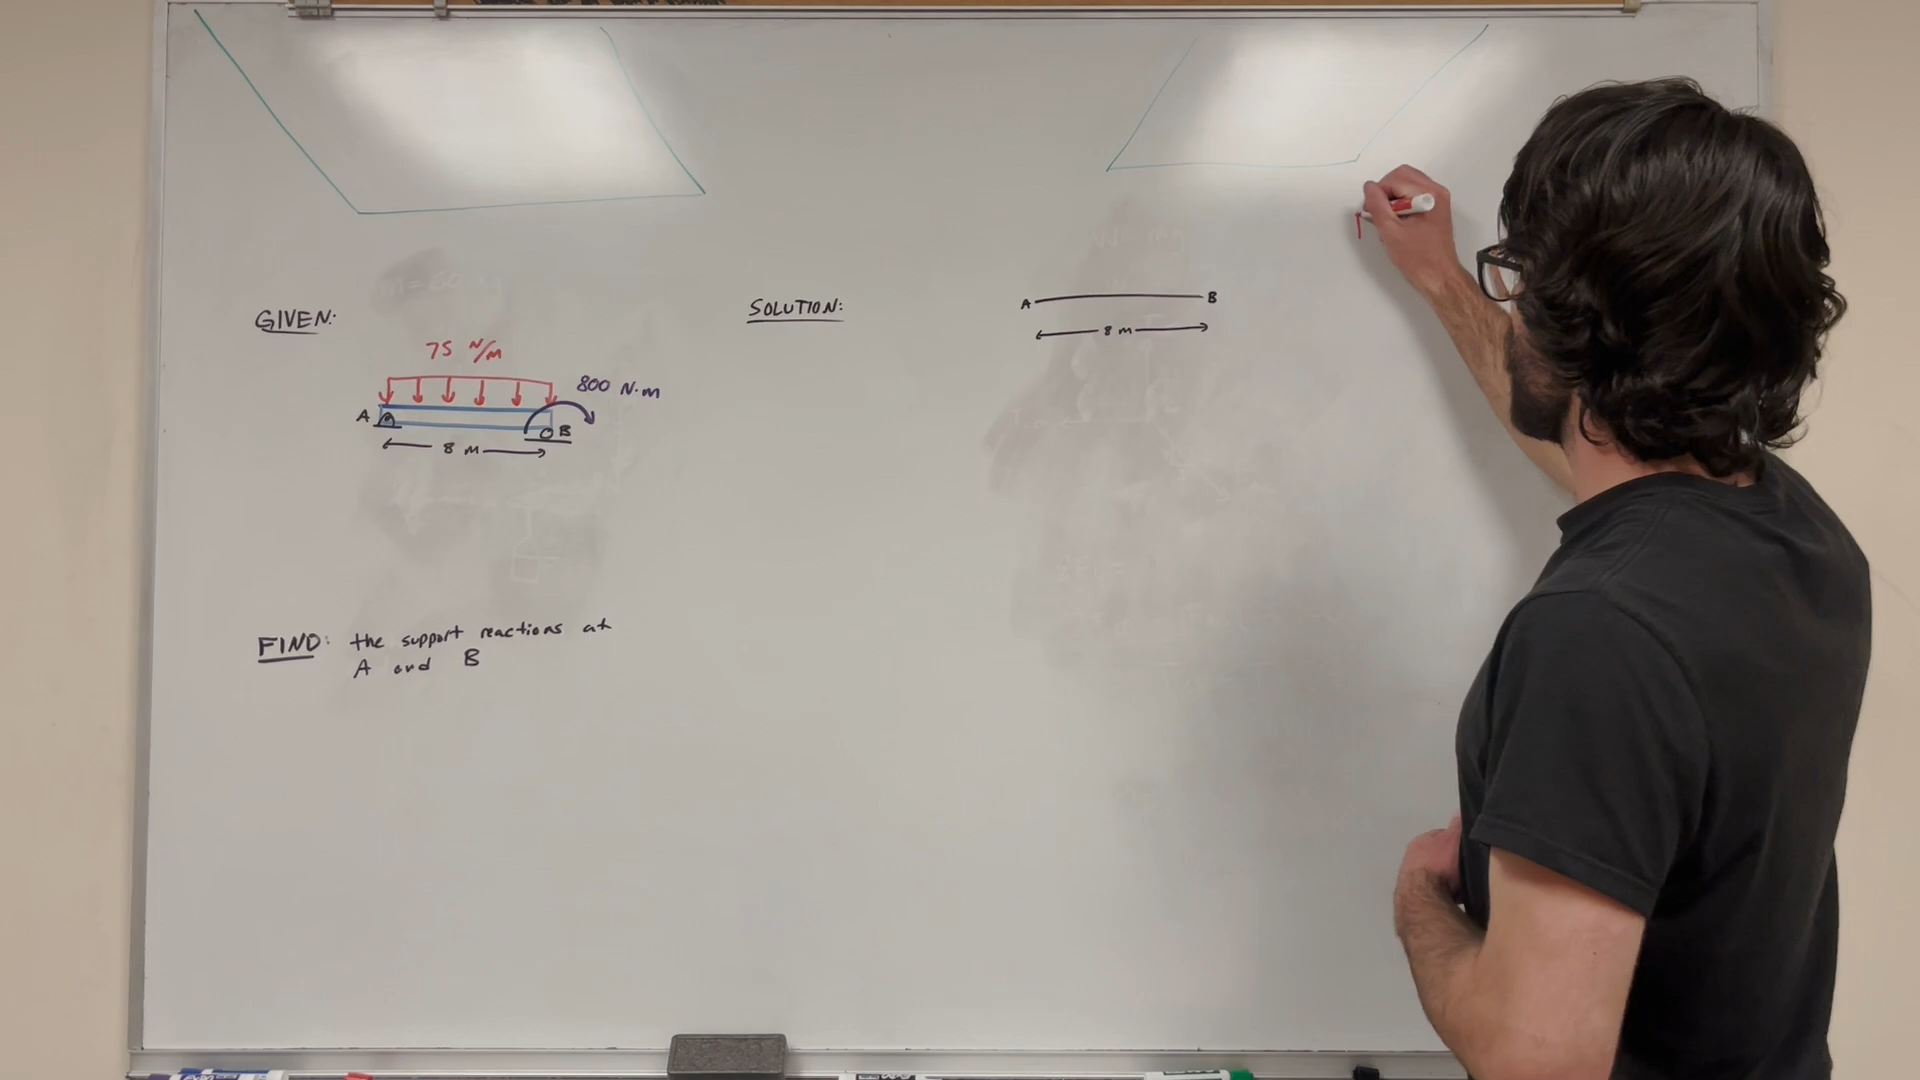 GIVEN:
75 N/m
800 N·m
A
B
8 m
FIND: the support reactions at
A and B
SOLUTION:
A
B
8 m